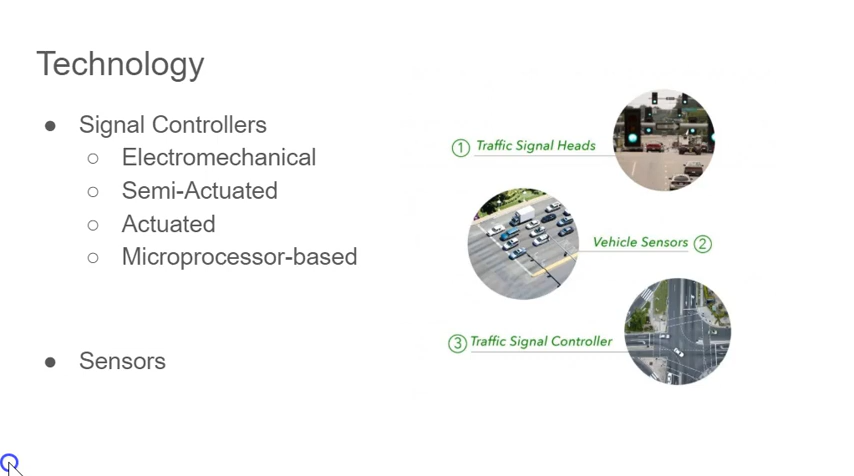 Technology
● Signal Controllers
○ Electromechanical
○ Semi-Actuated
○ Actuated
○ Microprocessor-based
● Sensors
1 Traffic Signal Heads
Vehicle Sensors 2
3 Traffic Signal Controller